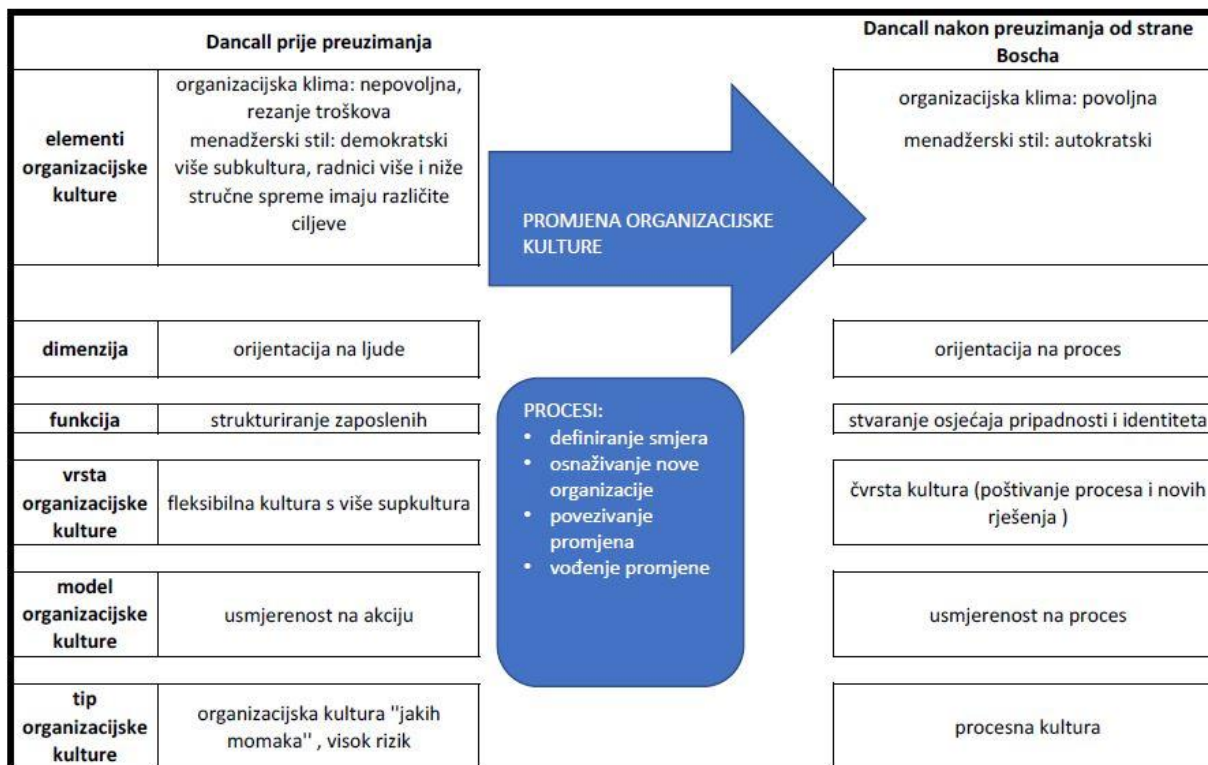 Dancall prije preuzimanja
Dancall nakon preuzimanja od strane
Boscha
elementi
organizacijske
kulture
organizacijska klima: nepovoljna,
rezanje troškova
menadžerski stil: demokratski
više subkultura, radnici više i niže
stručne spreme imaju različite
ciljeve
PROMJENA ORGANIZACIJSKE
KULTURE
organizacijska klima: povoljna
menadžerski stil: autokratski
dimenzija
orijentacija na ljude
orijentacija na proces
funkcija
strukturiranje zaposlenih
stvaranje osjećaja pripadnosti i identiteta
vrsta
organizacijske
kulture
fleksibilna kultura s više supkultura
čvrsta kultura (poštivanje procesa i novih
rješenja )
PROCESI:
• definiranje smjera
• osnaživanje nove
organizacije
• povezivanje
promjena
• vođenje promjene
model
organizacijske
kulture
usmjerenost na akciju
usmjerenost na proces
tip
organizacijske
kulture
organizacijska kultura "jakih
momaka" , visok rizik
procesna kultura